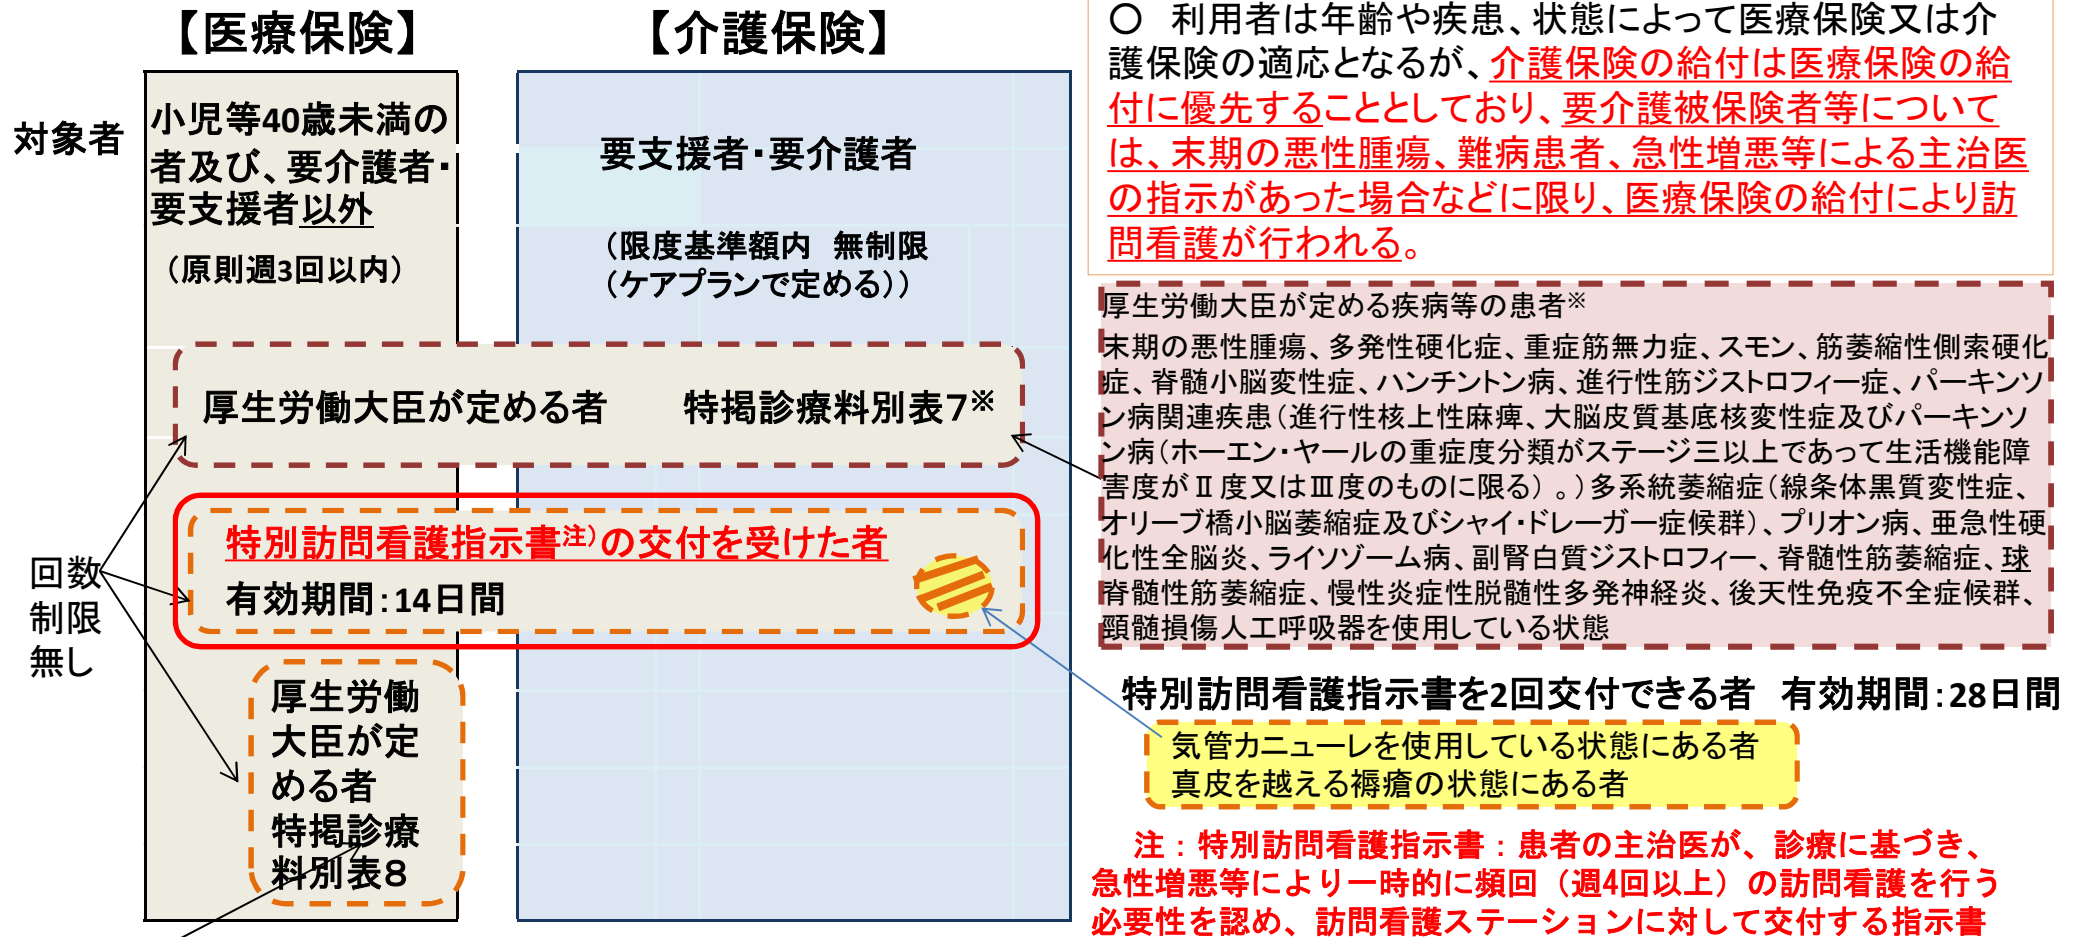 【医療保険】
【介護保険】
対象者
小児等40歳未満の
者及び、要介護者・
要支援者以外
（原則週3回以内）
要支援者・要介護者
（限度基準額内　無制限
（ケアプランで定める））
厚生労働大臣が定める者　　特掲診療料別表7※
特別訪問看護指示書注）の交付を受けた者
有効期間：14日間
回数
制限
無し
厚生労働
大臣が定
める者
特掲診療
料別表８
○　利用者は年齢や疾患、状態によって医療保険又は介
護保険の適応となるが、介護保険の給付は医療保険の給
付に優先することとしており、要介護被保険者等について
は、末期の悪性腫瘍、難病患者、急性増悪等による主治医
の指示があった場合などに限り、医療保険の給付により訪
問看護が行われる。
厚生労働大臣が定める疾病等の患者※
末期の悪性腫瘍、多発性硬化症、重症筋無力症、スモン、筋萎縮性側索硬化
症、脊髄小脳変性症、ハンチントン病、進行性筋ジストロフィー症、パーキンソ
ン病関連疾患（進行性核上性麻痺、大脳皮質基底核変性症及びパーキンソ
ン病（ホーエン・ヤールの重症度分類がステージ三以上であって生活機能障
害度がⅡ度又はⅢ度のものに限る）。）多系統萎縮症（線条体黒質変性症、
オリーブ橋小脳萎縮症及びシャイ・ドレーガー症候群）、プリオン病、亜急性硬
化性全脳炎、ライソゾーム病、副腎白質ジストロフィー、脊髄性筋萎縮症、球
脊髄性筋萎縮症、慢性炎症性脱髄性多発神経炎、後天性免疫不全症候群、
頸髄損傷人工呼吸器を使用している状態
特別訪問看護指示書を2回交付できる者　有効期間：28日間
気管カニューレを使用している状態にある者
真皮を越える褥瘡の状態にある者
注：特別訪問看護指示書：患者の主治医が、診療に基づき、
急性増悪等により一時的に頻回（週4回以上）の訪問看護を行う
必要性を認め、訪問看護ステーションに対して交付する指示書